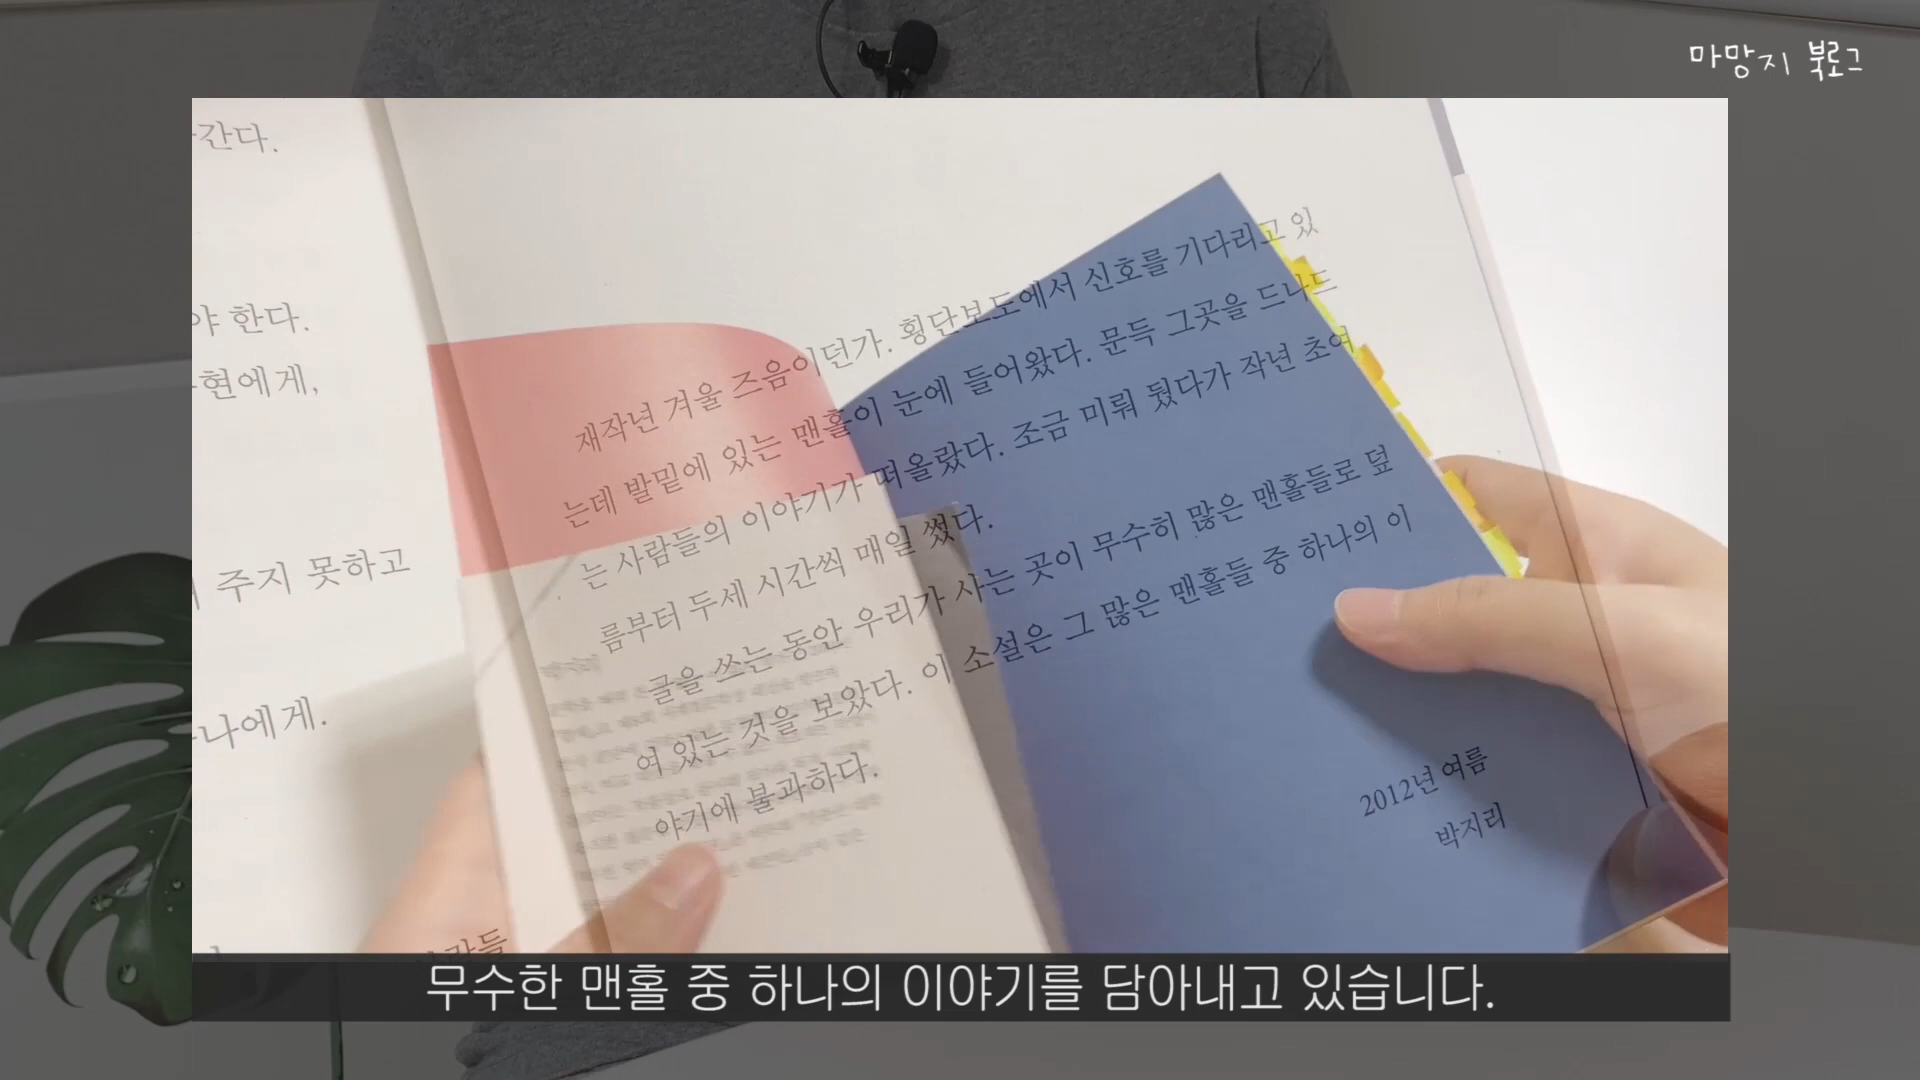 마망지 북로그
간다.
야 한다.
현에게,
주지 못하고
나에게.
재작년 겨울 즈음이던가. 횡단보도에서 신호를 기다리고 있
는데 발밑에 있는 맨홀이 눈에 들어왔다. 문득 그곳을 드나드
는 사람들의 이야기가 떠올랐다. 조금 미뤄 뒀다가 작년 초여
름부터 두세 시간씩 매일 썼다.
글을 쓰는 동안 우리가 사는 곳이 무수히 많은 맨홀들로 덮
여 있는 것을 보았다. 이 소설은 그 많은 맨홀들 중 하나의 이
야기에 불과하다.
2012년 여름
박지리
무수한 맨홀 중 하나의 이야기를 담아내고 있습니다.